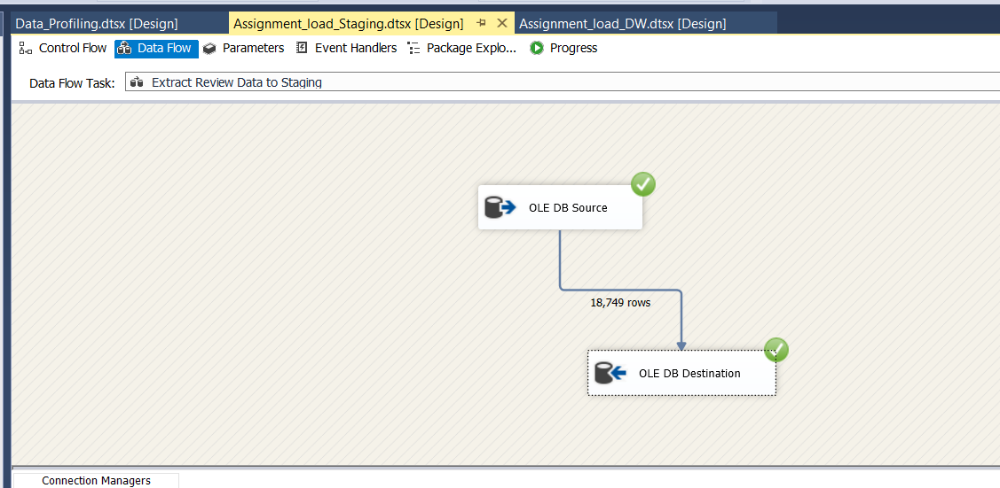 Data_Profiling.dtsx [Design] Assignment_load_Staging.dtsx [Design] Assignment_load_DW.dtsx [Design]
Control Flow Data Flow Parameters Event Handlers Package Explo... Progress
Data Flow Task: Extract Review Data to Staging
OLE DB Source
18,749 rows
OLE DB Destination
Connection Managers